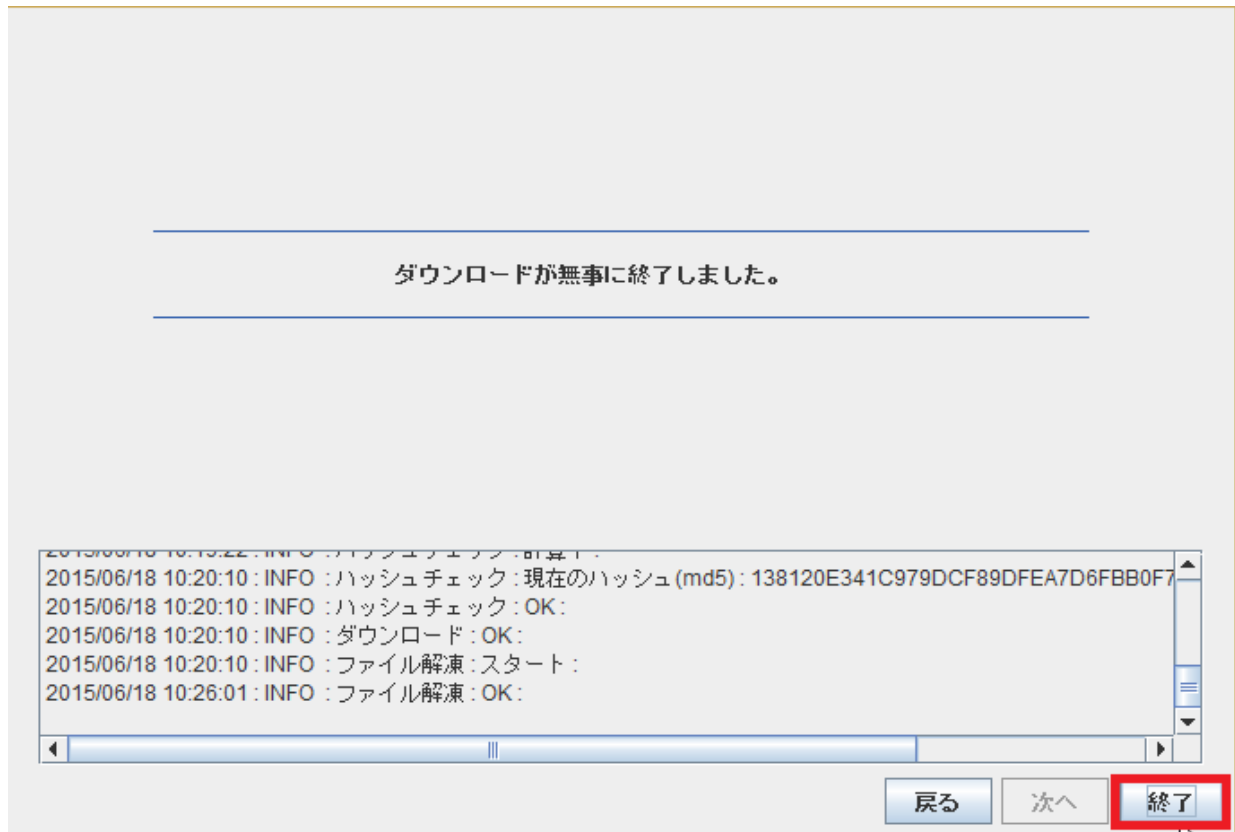 ダウンロードが無事に終了しました。
2015/06/18 10:20:10 : INFO : ハッシュチェック : 現在のハッシュ(md5) : 138120E341C979DCF89DFEA7D6FBB0F7
2015/06/18 10:20:10 : INFO : ハッシュチェック : OK :
2015/06/18 10:20:10 : INFO : ダウンロード : OK :
2015/06/18 10:20:10 : INFO : ファイル解凍 : スタート :
2015/06/18 10:26:01 : INFO : ファイル解凍 : OK :
戻る 次へ 終了